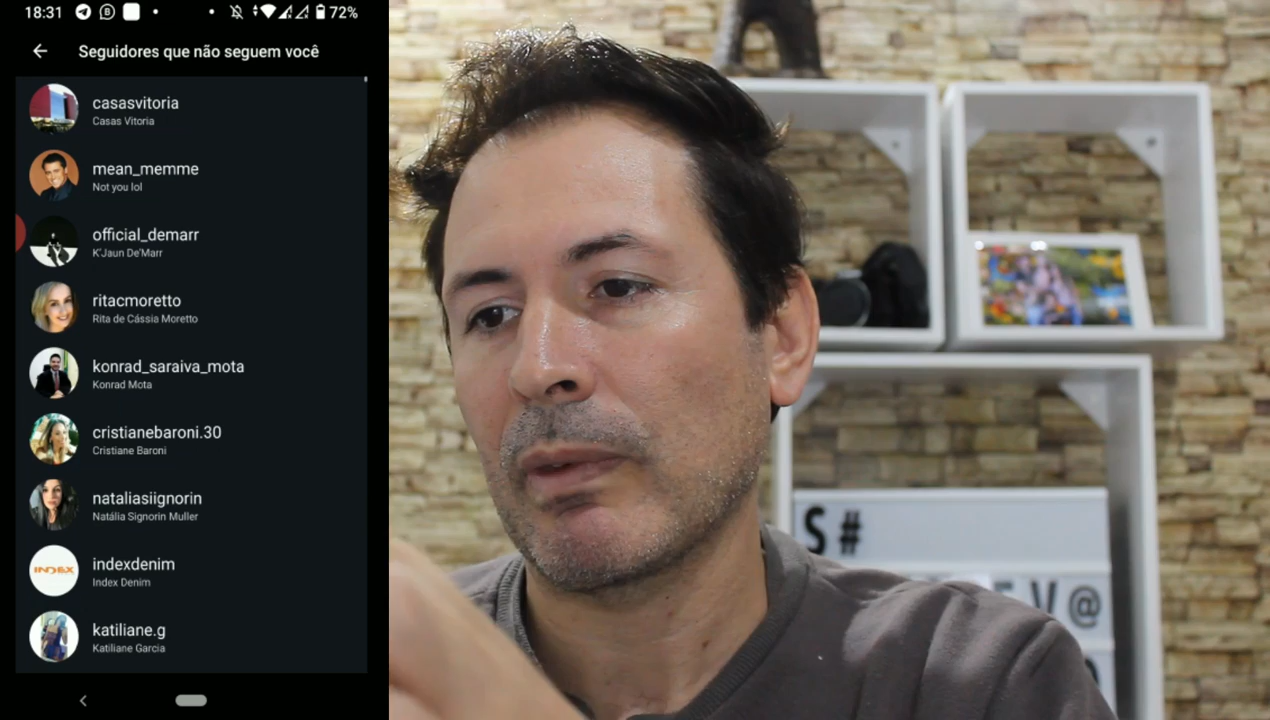 18:31
72%
Seguidores que não seguem você
casasvitoria
Casas Vitoria
mean_memme
Not you lol
official_demarr
K'Jaun De'Marr
ritacmoretto
Rita de Cássia Moretto
konrad_saraiva_mota
Konrad Mota
cristianebaroni.30
Cristiane Baroni
nataliasiignorin
Natália Signorin Muller
INDEX
indexdenim
Index Denim
katiliane.g
Katiliane Garcia
S#
V@